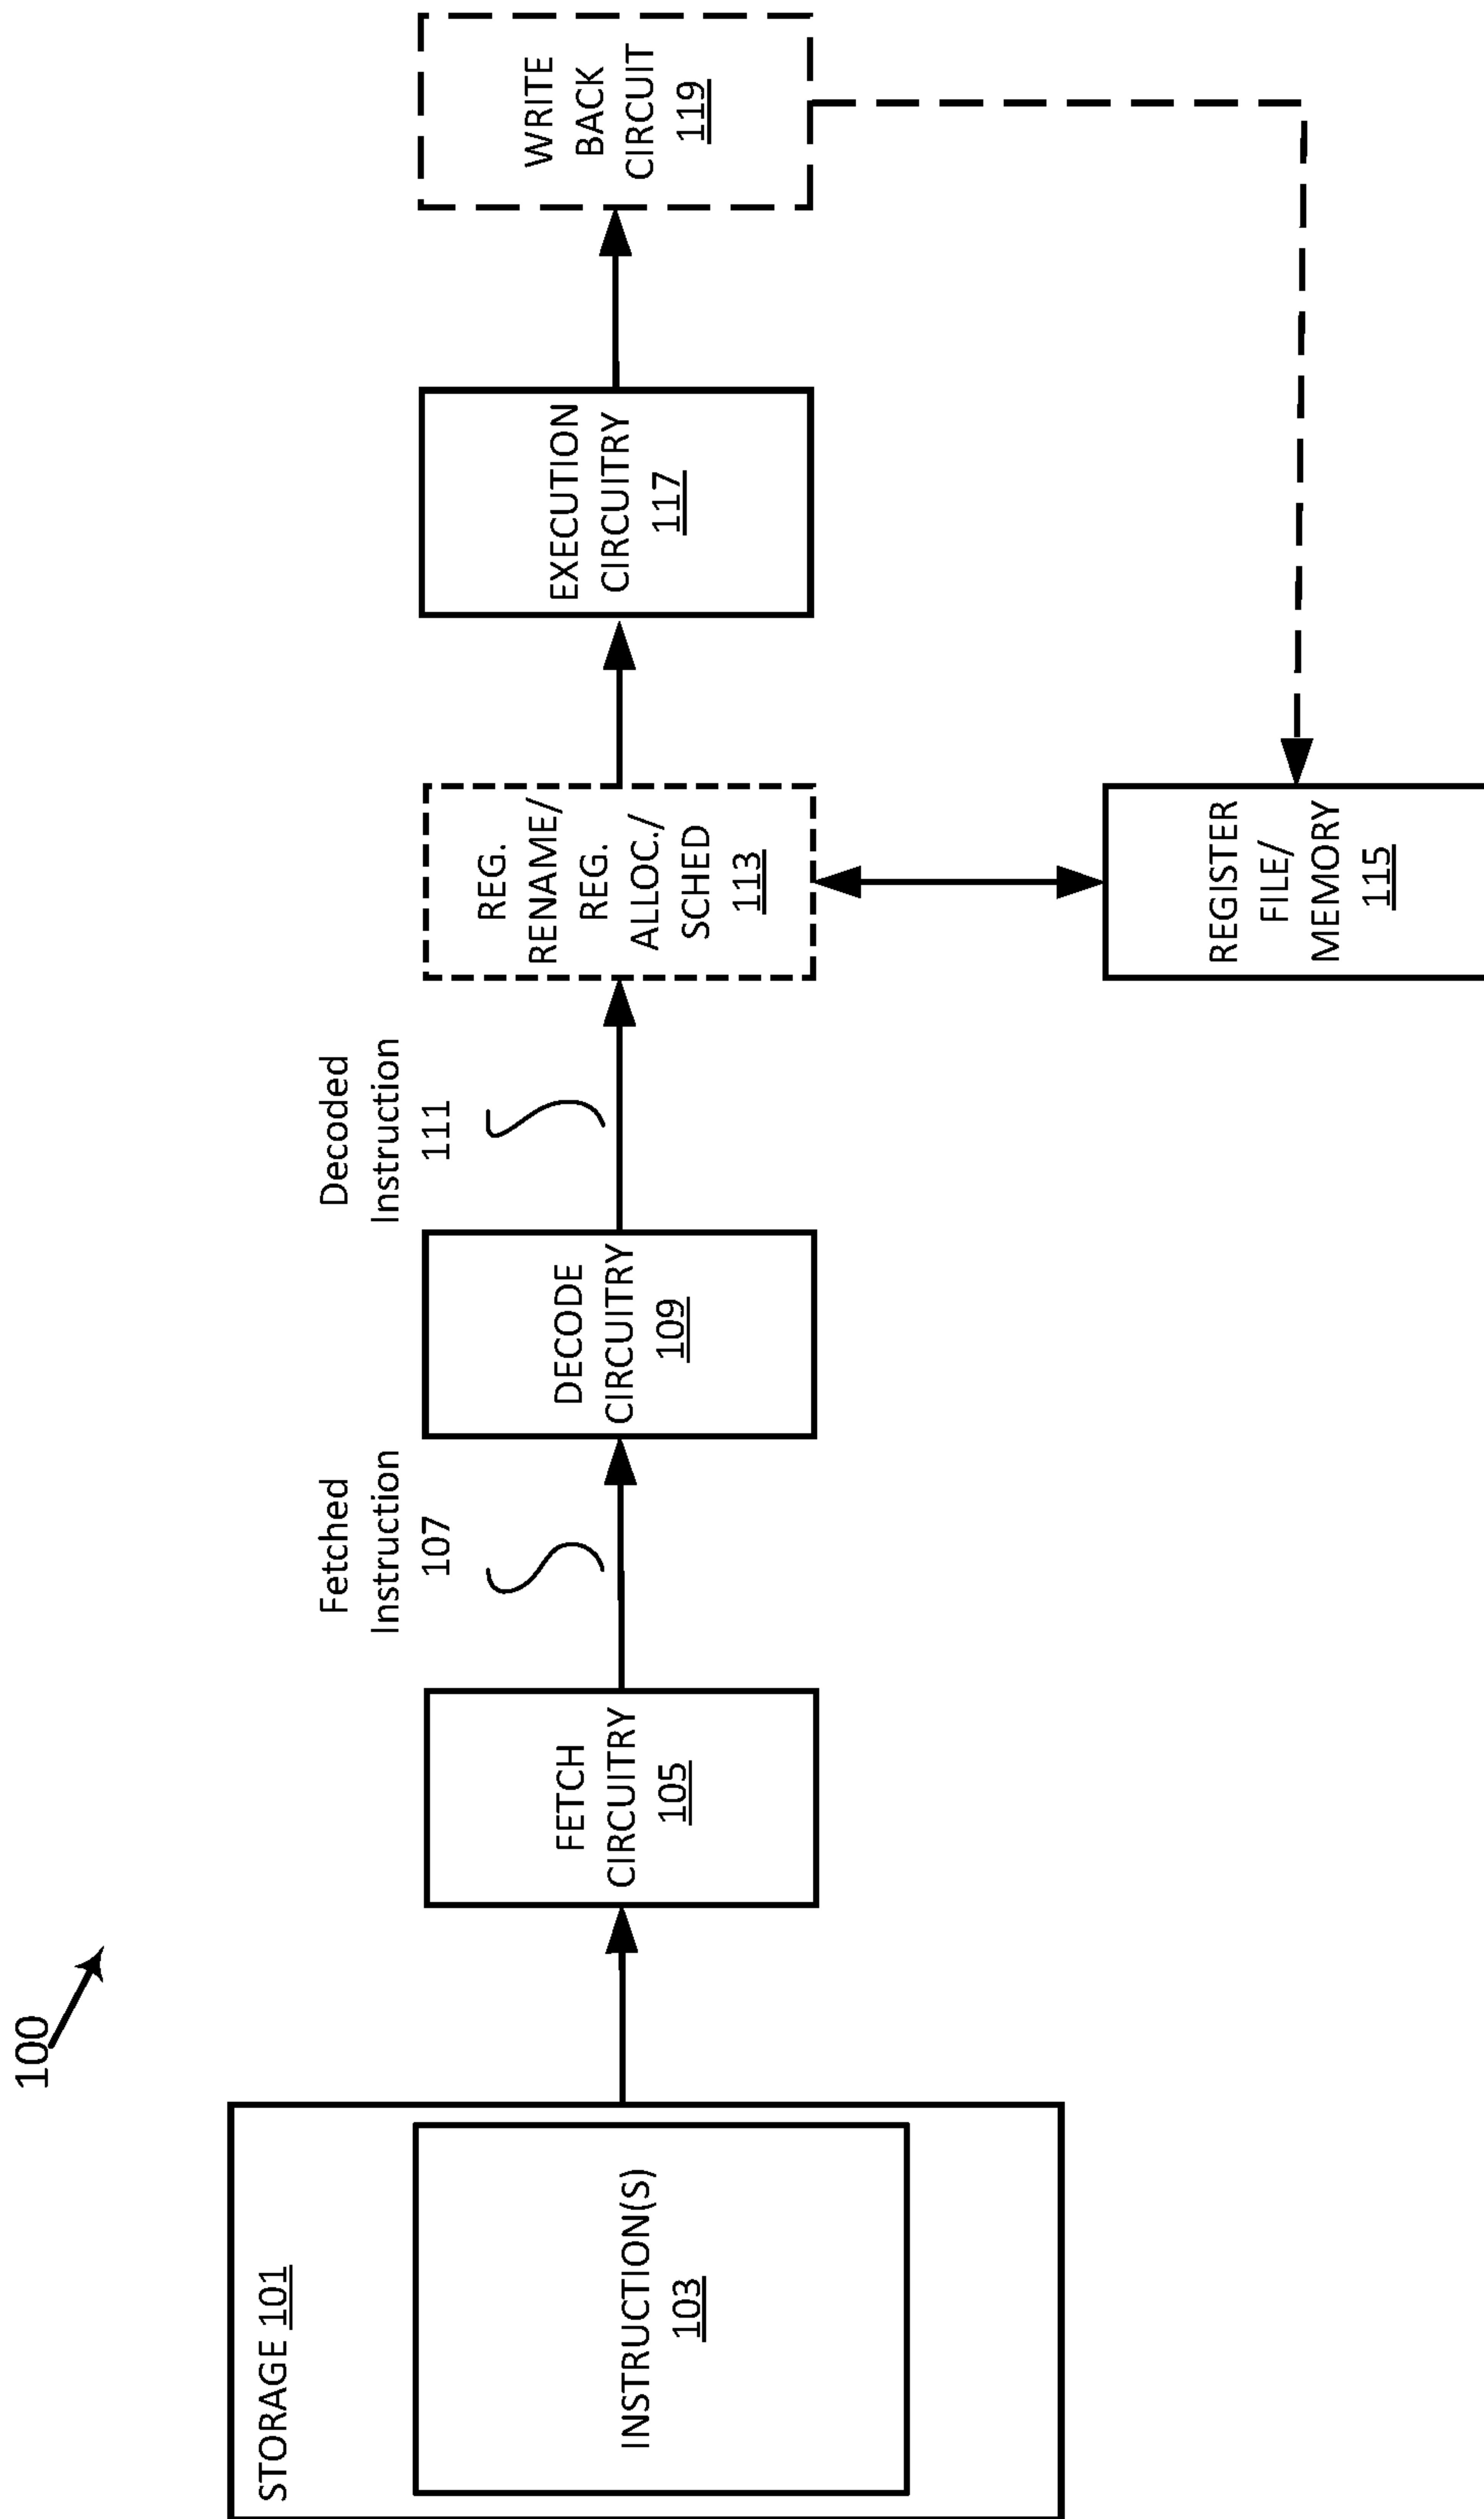 100
STORAGE 101
INSTRUCTION(S)
103
FETCH
CIRCUITRY
105
Fetched
Instruction
107
DECODE
CIRCUITRY
109
Decoded
Instruction
111
REG.
RENAME/
REG.
ALLOC./
SCHED
113
REGISTER
FILE/
MEMORY
115
EXECUTION
CIRCUITRY
117
WRITE
BACK
CIRCUIT
119